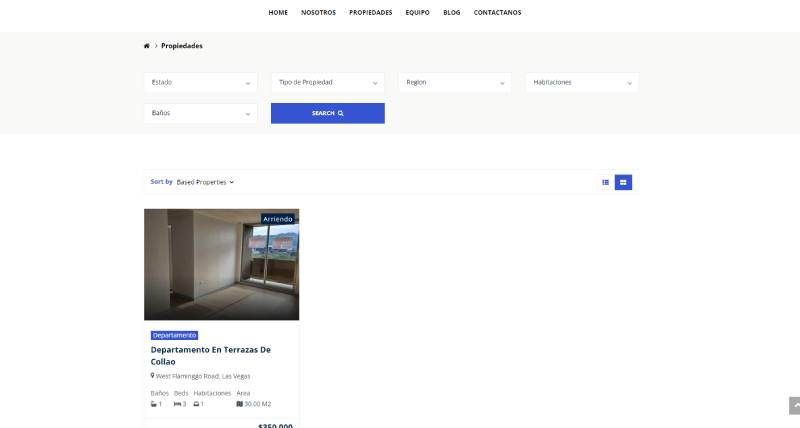 HOME NOSOTROS PROPIEDADES EQUIPO BLOG CONTACTANOS
Propiedades
Estado Tipo de Propiedad Region Habitaciones
Baños SEARCH
Sort by Based Properties
Arriendo
Departamento
Departamento En Terrazas De
Collao
West Flaminggo Road, Las Vegas
Baños Beds Habitaciones Area
1 3 1 30.00 M2
$350.000